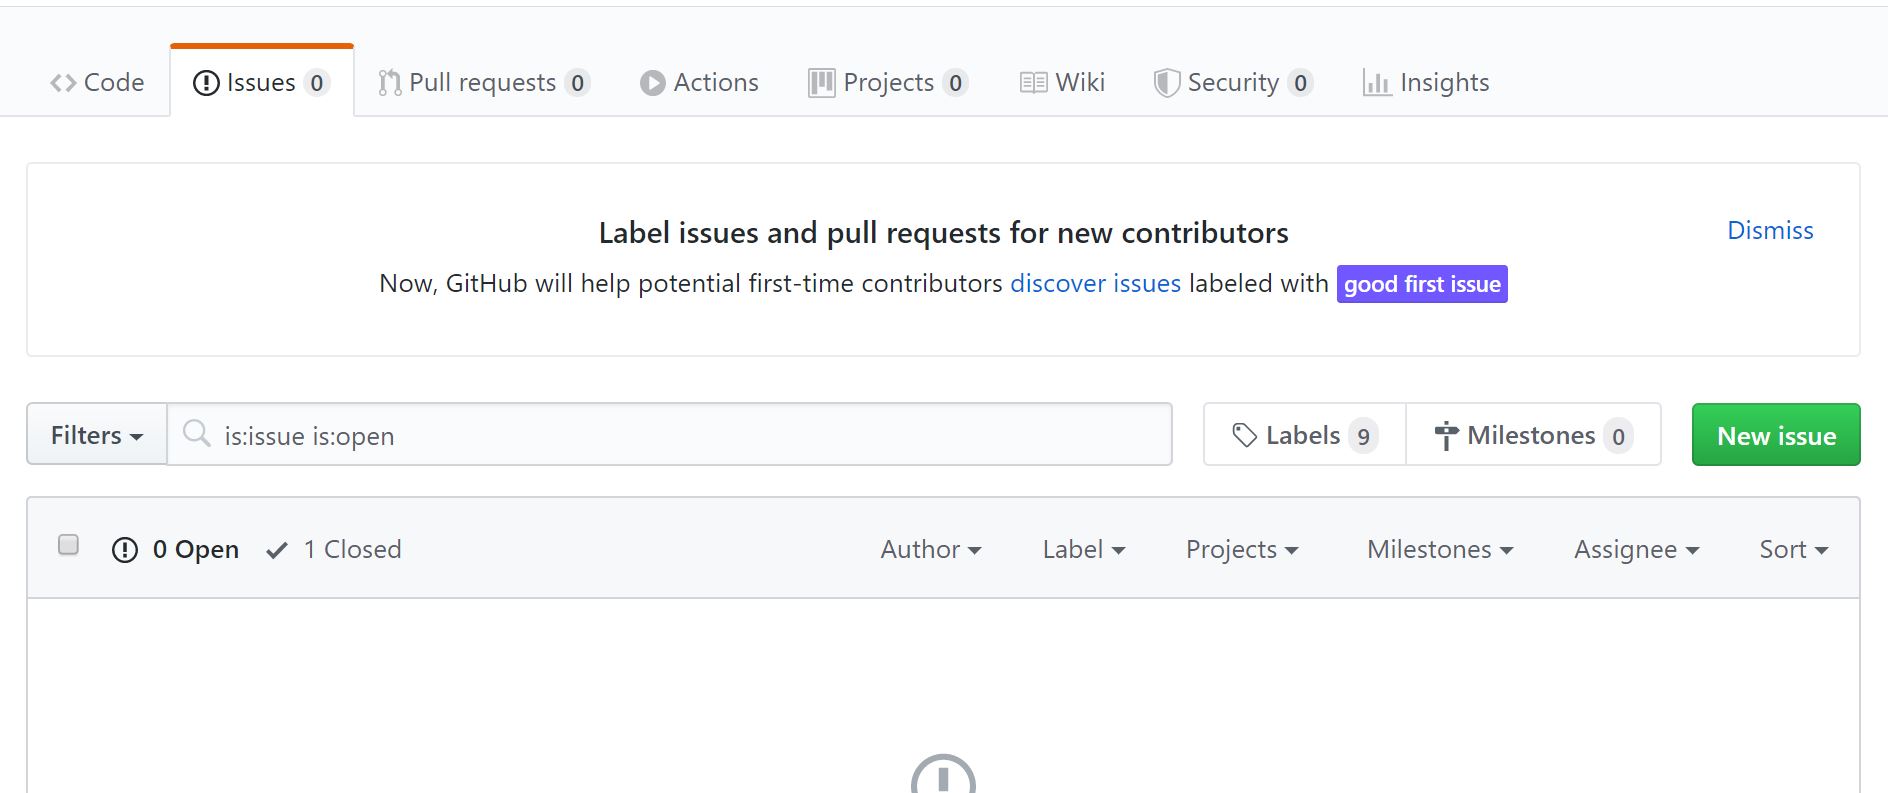 Code Issues 0 Pull requests 0 Actions Projects 0 Wiki Security 0 Insights
Label issues and pull requests for new contributors
Dismiss
Now, GitHub will help potential first-time contributors discover issues labeled with good first issue
Filters is:issue is:open Labels 9 Milestones 0 New issue
0 Open 1 Closed Author Label Projects Milestones Assignee Sort